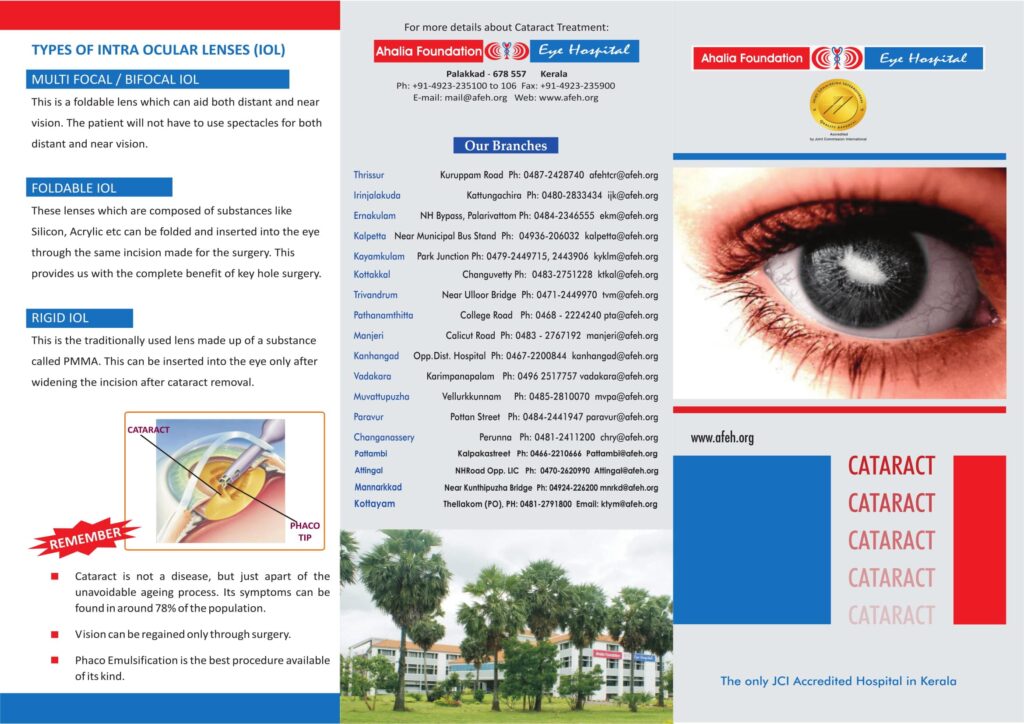 TYPES OF INTRA OCULAR LENSES (IOL)
MULTI FOCAL / BIFOCAL IOL
This is a foldable lens which can aid both distant and near
vision. The patient will not have to use spectacles for both
distant and near vision.
FOLDABLE IOL
These lenses which are composed of substances like
Silicon, Acrylic etc can be folded and inserted into the eye
through the same incision made for the surgery. This
provides us with the complete benefit of key hole surgery.
RIGID IOL
This is the traditionally used lens made up of a substance
called PMMA. This can be inserted into the eye only after
widening the incision after cataract removal.
CATARACT
PHACO
TIP
REMEMBER
Cataract is not a disease, but just apart of the
unavoidable ageing process. Its symptoms can be
found in around 78% of the population.
Vision can be regained only through surgery.
Phaco Emulsification is the best procedure available
of its kind.
For more details about Cataract Treatment:
Ahalia Foundation Eye Hospital
Palakkad - 678 557 Kerala
Ph: +91-4923-235100 to 106 Fax: +91-4923-235900
E-mail: mail@afeh.org Web: www.afeh.org
Our Branches
Thrissur Kuruppam Road Ph: 0487-2428740 afehtcr@afeh.org
Irinjalakuda Kattungachira Ph: 0480-2833434 ijk@afeh.org
Ernakulam NH Bypass, Palarivattom Ph: 0484-2346555 ekm@afeh.org
Kalpetta Near Municipal Bus Stand Ph: 04936-206032 kalpetta@afeh.org
Kayamkulam Park Junction Ph: 0479-2449715, 2443906 kyklm@afeh.org
Kottakkal Changuvetty Ph: 0483-2751228 ktkal@afeh.org
Trivandrum Near Ulloor Bridge Ph: 0471-2449970 tvm@afeh.org
Pathanamthitta College Road Ph: 0468 - 2224240 pta@afeh.org
Manjeri Calicut Road Ph: 0483 - 2767192 manjeri@afeh.org
Kanhangad Opp.Dist. Hospital Ph: 0467-2200844 kanhangad@afeh.org
Vadakara Karimpanapalam Ph: 0496 2517757 vadakara@afeh.org
Muvattupuzha Vellurkkunnam Ph: 0485-2810070 mvpa@afeh.org
Paravur Pottan Street Ph: 0484-2441947 paravur@afeh.org
Changanassery Perunna Ph: 0481-2411200 chry@afeh.org
Pattambi Kalpakastreet Ph: 0466-2210666 Pattambi@afeh.org
Attingal NHRoad Opp. LIC Ph: 0470-2620990 Attingal@afeh.org
Mannarkkad Near Kunthipuzha Bridge Ph: 04924-226200 mnrkd@afeh.org
Kottayam Thellakom (PO). PH: 0481-2791800 Email: ktym@afeh.org
Ahalia Foundation Eye Hospital
Ahalia Foundation Eye Hospital
Accredited
by Joint Commission International
www.afeh.org
CATARACT
CATARACT
CATARACT
CATARACT
CATARACT
The only JCI Accredited Hospital in Kerala